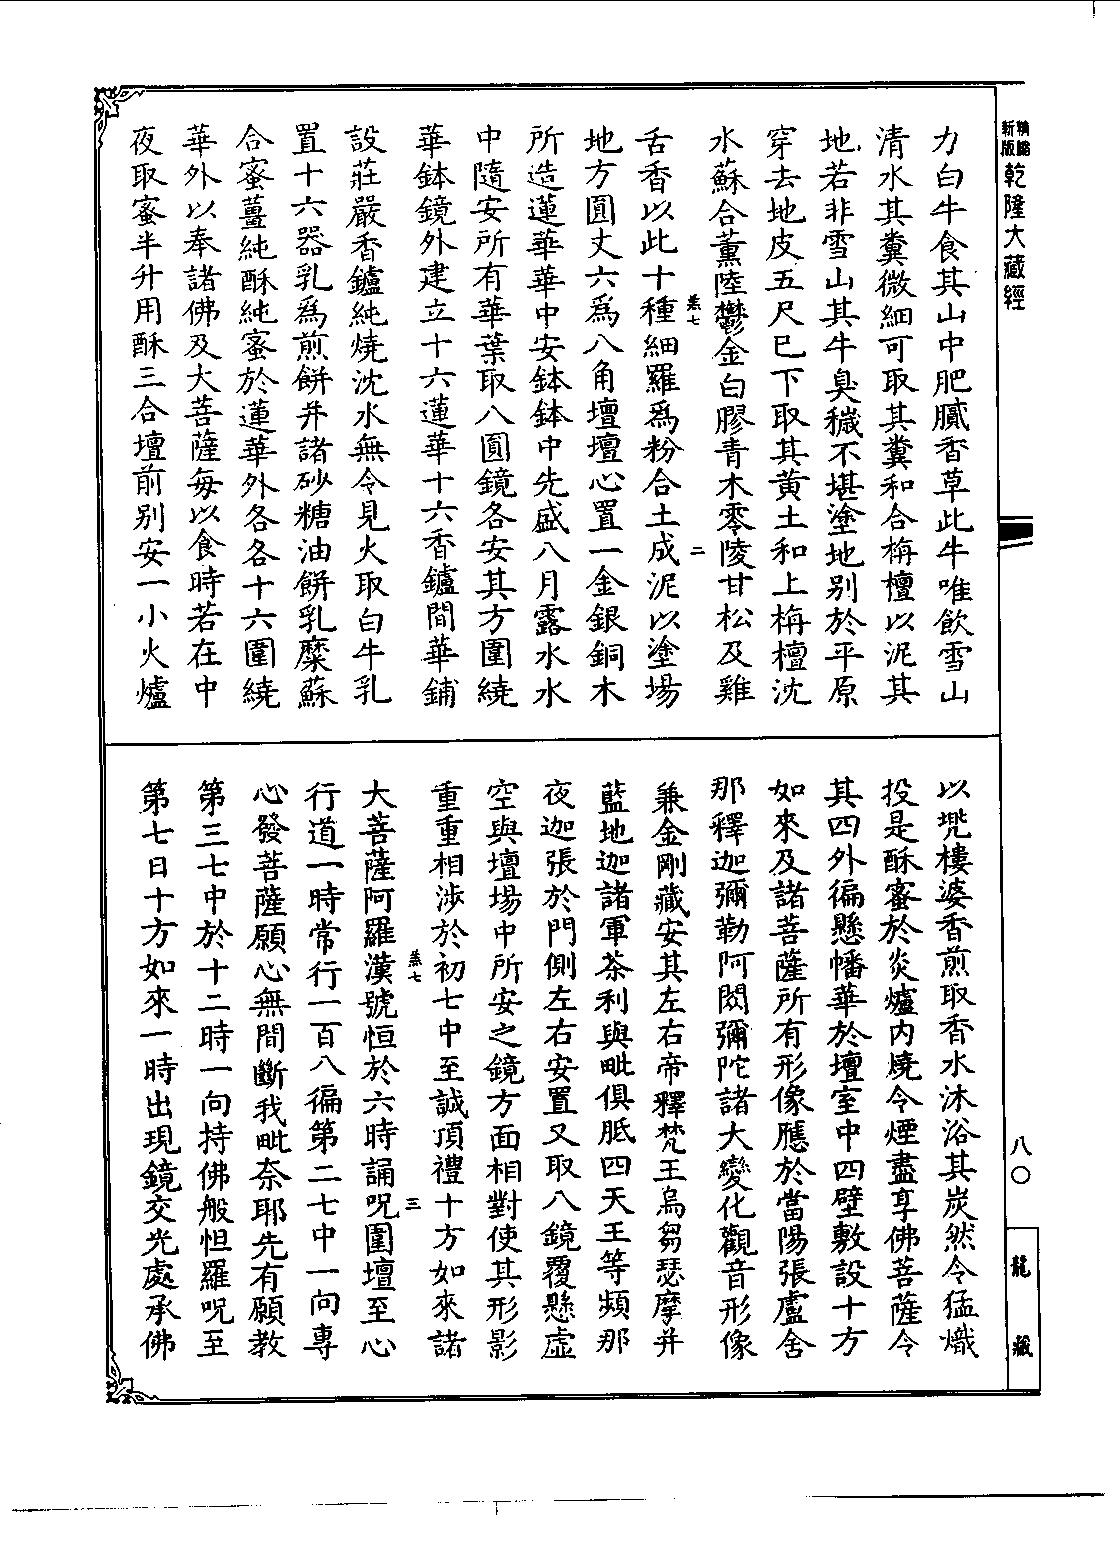 新版 精縮 乾隆大藏經
力白牛食其山中肥膩香草此牛唯飲雪山
清水其糞微細可取其糞和合栴檀以泥其
地若非雪山其牛臭穢不堪塗地別於平原
穿去地皮五尺已下取其黃土和上栴檀沈
水蘇合薰陸鬱金白膠青木零陵甘松及雞
卷七 二
舌香以此十種細羅爲粉合土成泥以塗場
地方圓丈六爲八角壇壇心置一金銀銅木
所造蓮華華中安鉢鉢中先盛八月露水水
中隨安所有華葉取八圓鏡各安其方圍繞
華鉢鏡外建立十六蓮華十六香鑪間華鋪
設莊嚴香鑪純燒沈水無令見火取白牛乳
置十六器乳爲煎餅并諸砂糖油餅乳糜蘇
合蜜薑純酥純蜜於蓮華外各各十六圍繞
華外以奉諸佛及大菩薩每以食時若在中
夜取蜜半升用酥三合壇前別安一小火爐
以兜樓婆香煎取香水沐浴其炭然令猛熾
投是酥蜜於炎爐內燒令煙盡享佛菩薩令
其四外徧懸幡華於壇室中四壁敷設十方
如來及諸菩薩所有形像應於當陽張盧舍
那釋迦彌勒阿閦彌陀諸大變化觀音形像
兼金剛藏安其左右帝釋梵王烏芻瑟摩并
藍地迦諸軍茶利與毗俱胝四天王等頻那
夜迦張於門側左右安置又取八鏡覆懸虛
空與壇場中所安之鏡方面相對使其形影
重重相涉於初七中至誠頂禮十方如來諸
卷七 三
大菩薩阿羅漢號恒於六時誦呪圍壇至心
行道一時常行一百八徧第二七中一向專
心發菩薩願心無間斷我毗奈耶先有願教
第三七中於十二時一向持佛般怛羅呪至
第七日十方如來一時出現鏡交光處承佛
八〇
龍藏